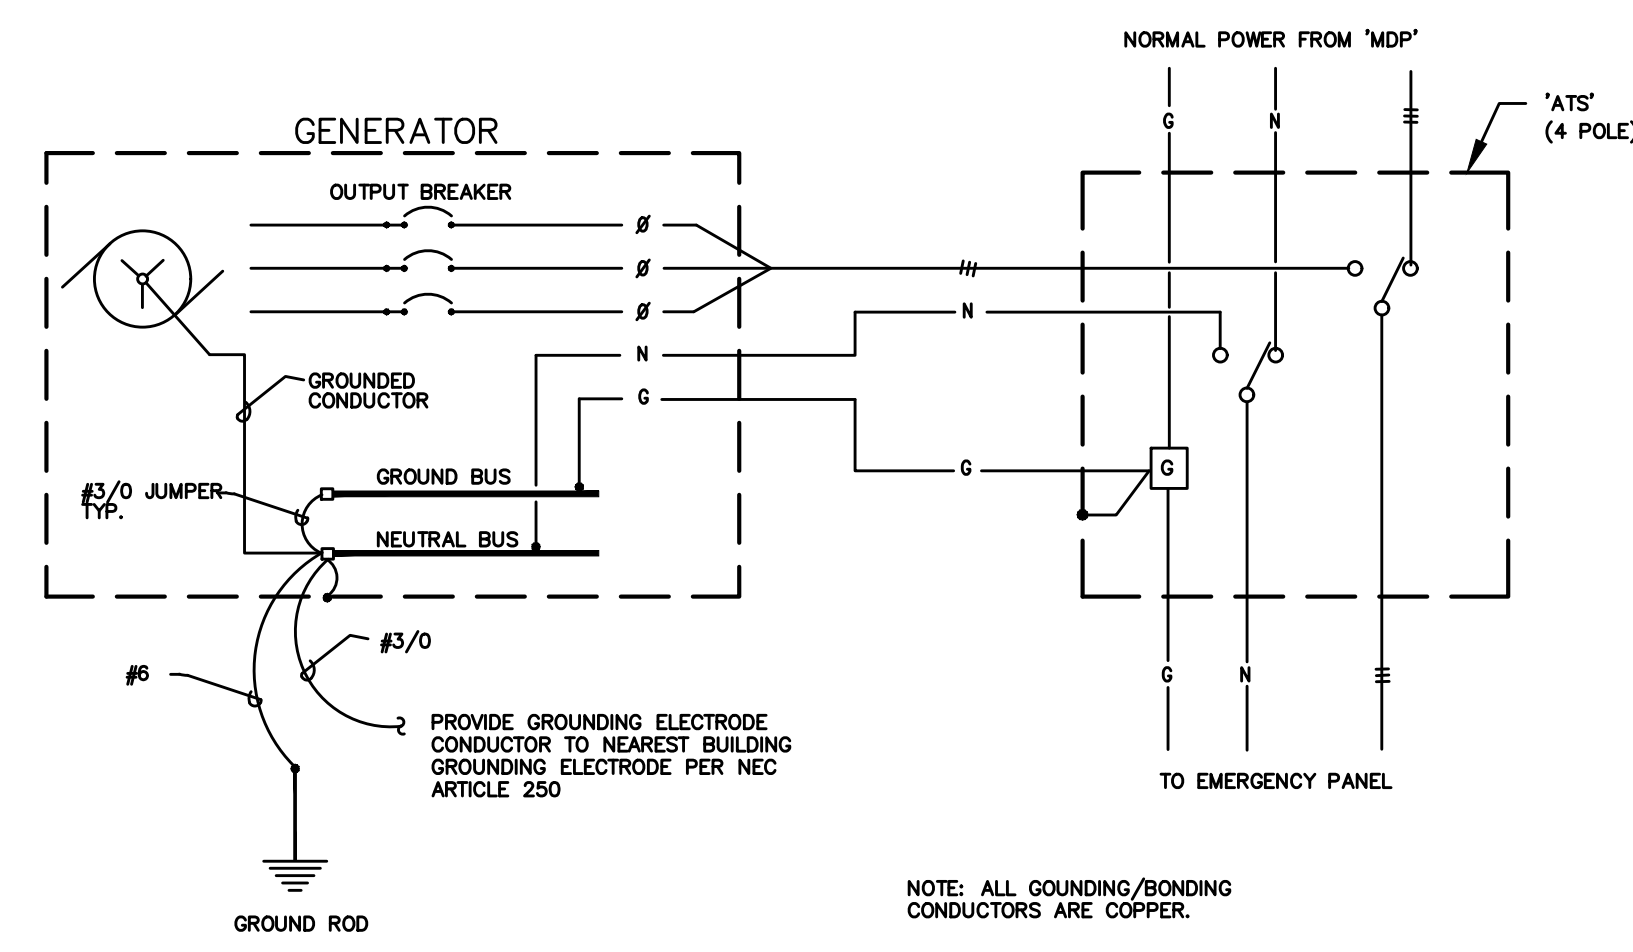 NORMAL POWER FROM 'MDP'
'ATS'
(4 POLE)
G
N
GENERATOR
OUTPUT BREAKER
Ø
Ø
Ø
N
N
G
GROUNDED
CONDUCTOR
#3/0 JUMPER
TYP.
GROUND BUS
NEUTRAL BUS
G
G
#3/0
#6
G
N
PROVIDE GROUNDING ELECTRODE
CONDUCTOR TO NEAREST BUILDING
GROUNDING ELECTRODE PER NEC
ARTICLE 250
TO EMERGENCY PANEL
NOTE: ALL GOUNDING/BONDING
CONDUCTORS ARE COPPER.
GROUND ROD